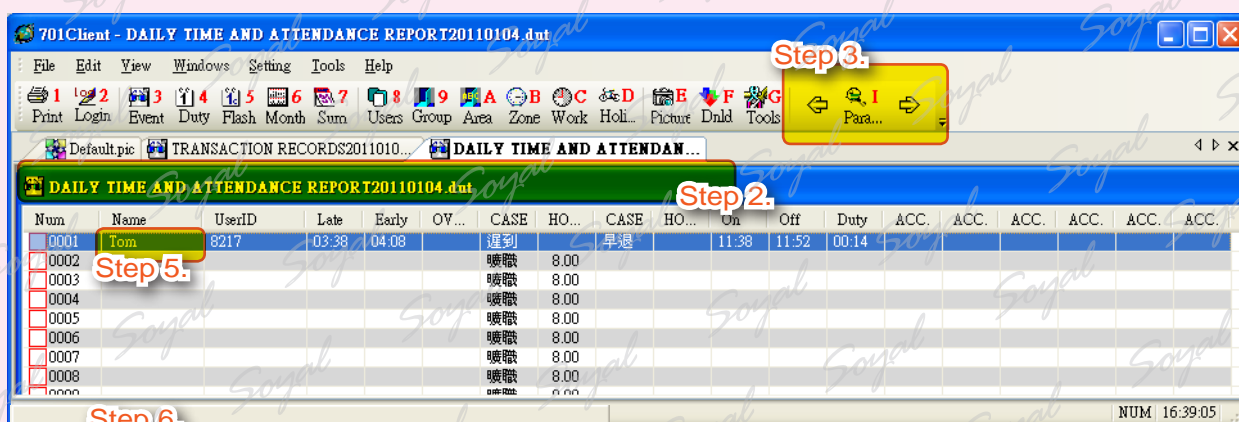 701Client - DAILY TIME AND ATTENDANCE REPORT20110104.dnt
File Edit View Windows Setting Tools Help
Step 3.
1 2 3 4 5 6 7 8 9 A B C D E F G I
Print Login Event Duty Flash Month Sum Users Group Area Zone Work Holi... Picture Dnld Tools Para...
Default.pic TRANSACTION RECORDS2011010... DAILY TIME AND ATTENDAN...
DAILY TIME AND ATTENDANCE REPORT20110104.dnt
Step 2.
Num Name UserID Late Early OV... CASE HO... CASE HO... On Off Duty ACC. ACC. ACC. ACC. ACC. ACC.
0001 Tom 8217 03:38 04:08 遲到 早退 11:38 11:52 00:14
0002 曠職 8.00
Step 5.
0003 曠職 8.00
0004 曠職 8.00
0005 曠職 8.00
0006 曠職 8.00
0007 曠職 8.00
0008 曠職 8.00
Step 6.
NUM 16:39:05
Soyal